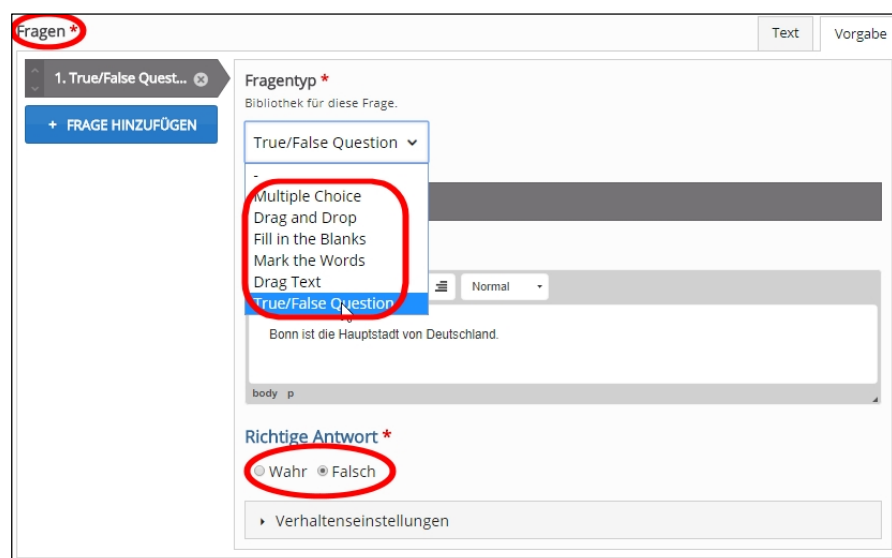 Fragen *
Text
Vorgabe
1. True/False Quest...
+ FRAGE HINZUFÜGEN
Fragentyp *
Bibliothek für diese Frage.
True/False Question
-
Multiple Choice
Drag and Drop
Fill in the Blanks
Mark the Words
Drag Text
True/False Question
Normal
Bonn ist die Hauptstadt von Deutschland.
body p
Richtige Antwort *
Wahr Falsch
Verhaltenseinstellungen